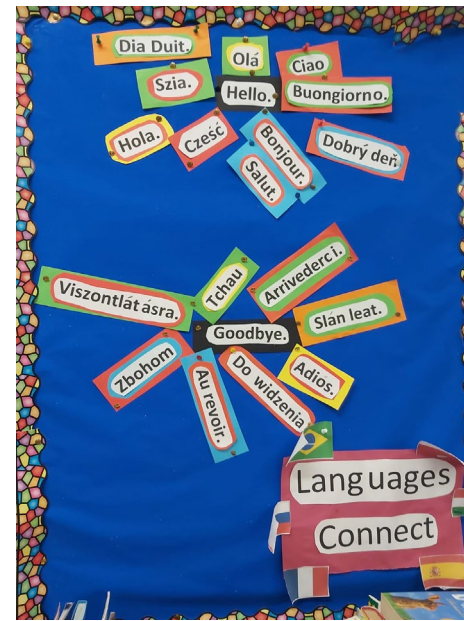 Dia Duit.
Olá
Ciao
Szia.
Hello.
Buongiorno.
Hola.
Cześć
Bonjour.
Salut.
Dobrý deň
Viszontlát ásra.
Tchau
Arrivederci.
Goodbye.
Slán leat.
Zbohom
Au revoir.
Do widzenia
Adios.
Languages
Connect